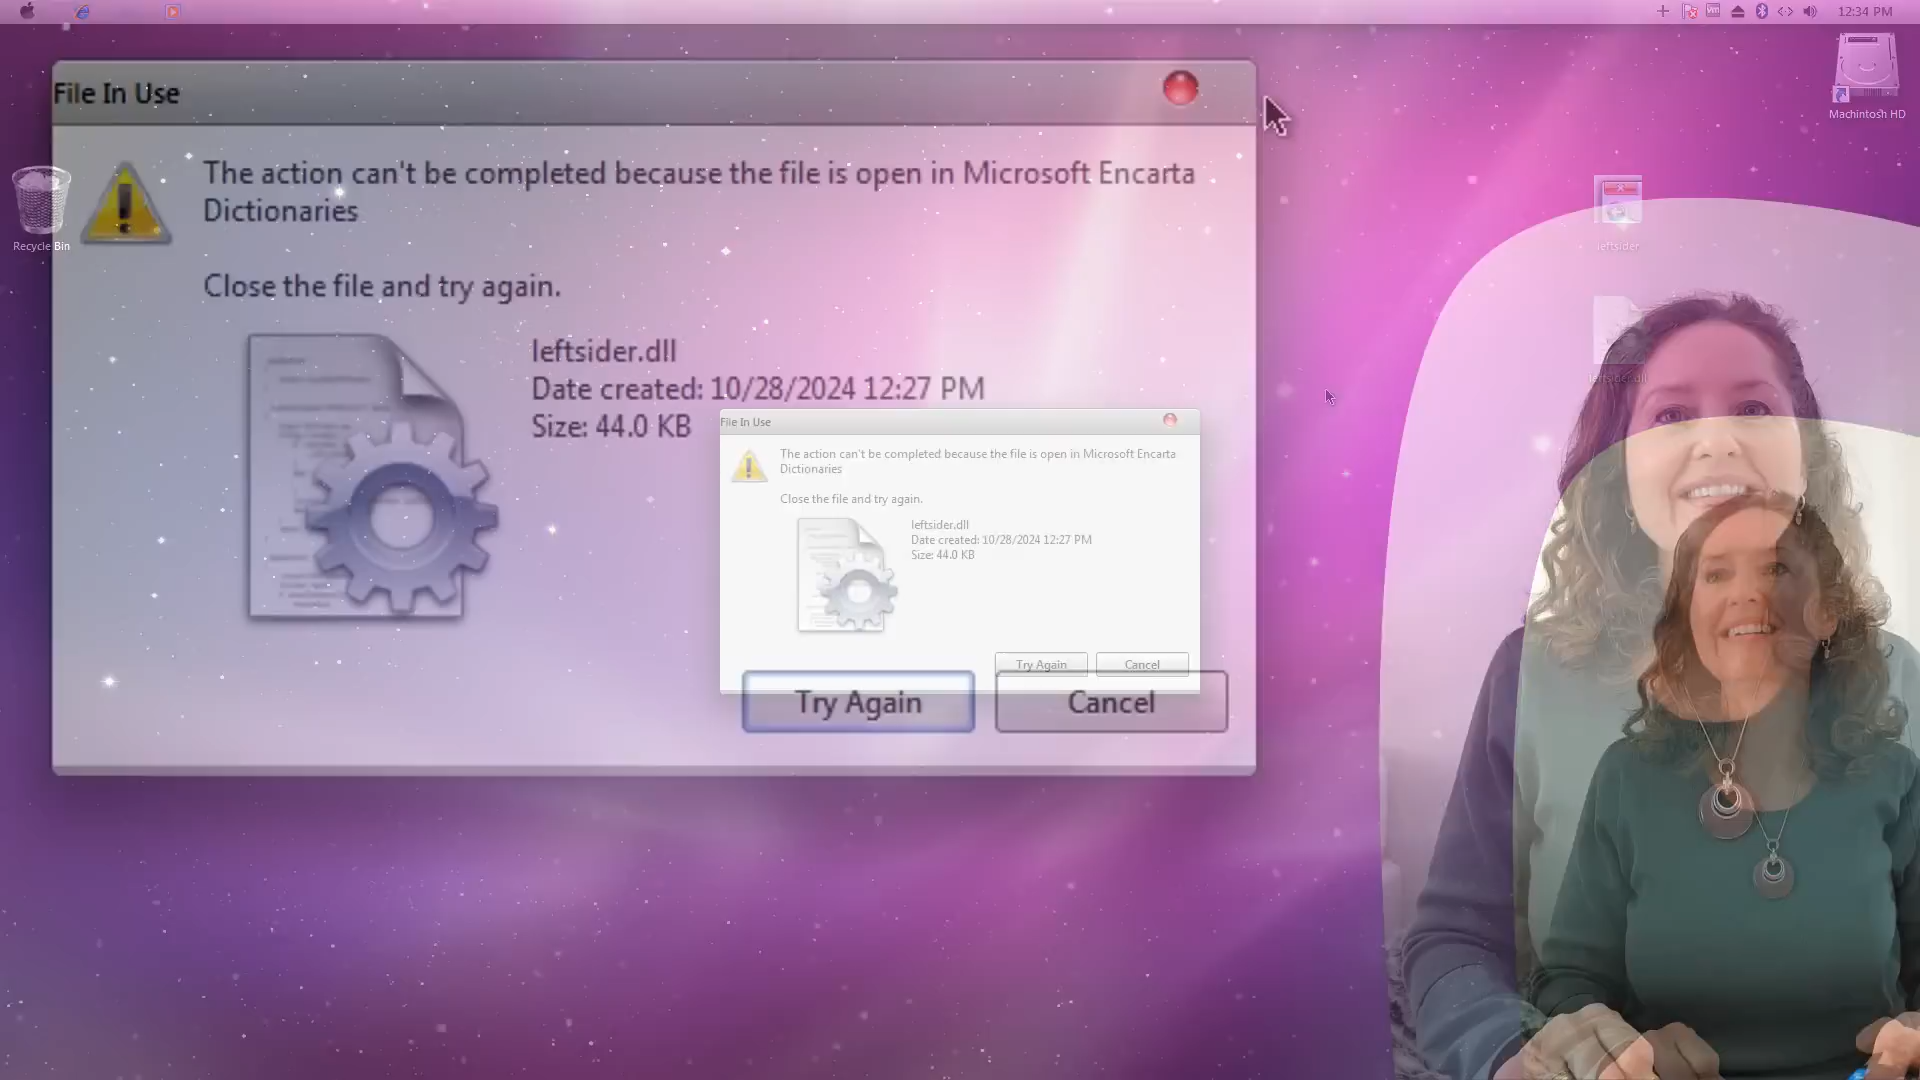 12:34 PM
File In Use
Machintosh HD
The action can't be completed because the file is open in Microsoft Encarta
Dictionaries
Recycle Bin
leftsider
Close the file and try again.
leftsider.dll
leftsider.dll
Date created: 10/28/2024 12:27 PM
Size: 44.0 KB
File In Use
The action can't be completed because the file is open in Microsoft Encarta
Dictionaries
Close the file and try again.
leftsider.dll
Date created: 10/28/2024 12:27 PM
Size: 44.0 KB
Try Again
Cancel
Try Again
Cancel